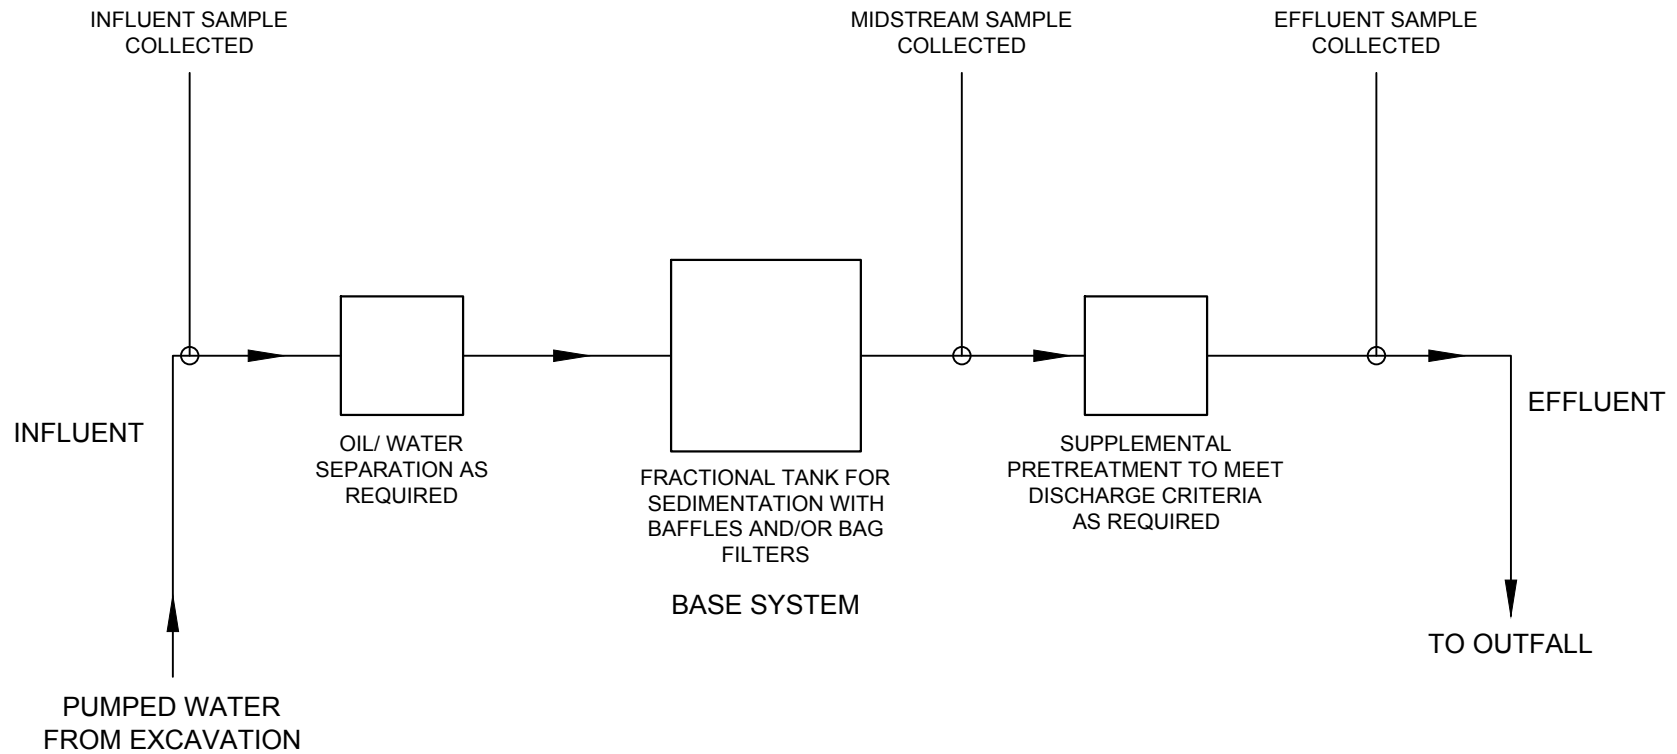 INFLUENT SAMPLE
COLLECTED
MIDSTREAM SAMPLE
COLLECTED
EFFLUENT SAMPLE
COLLECTED
INFLUENT
OIL/ WATER
SEPARATION AS
REQUIRED
FRACTIONAL TANK FOR
SEDIMENTATION WITH
BAFFLES AND/OR BAG
FILTERS
BASE SYSTEM
SUPPLEMENTAL
PRETREATMENT TO MEET
DISCHARGE CRITERIA
AS REQUIRED
EFFLUENT
TO OUTFALL
PUMPED WATER
FROM EXCAVATION